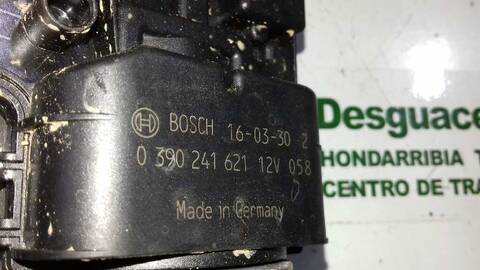 BOSCH 16-03-30 2
0 390 241 621 12V 058
Made in Germany
Desguace
HONDARRIBIA T
CENTRO DE TRA